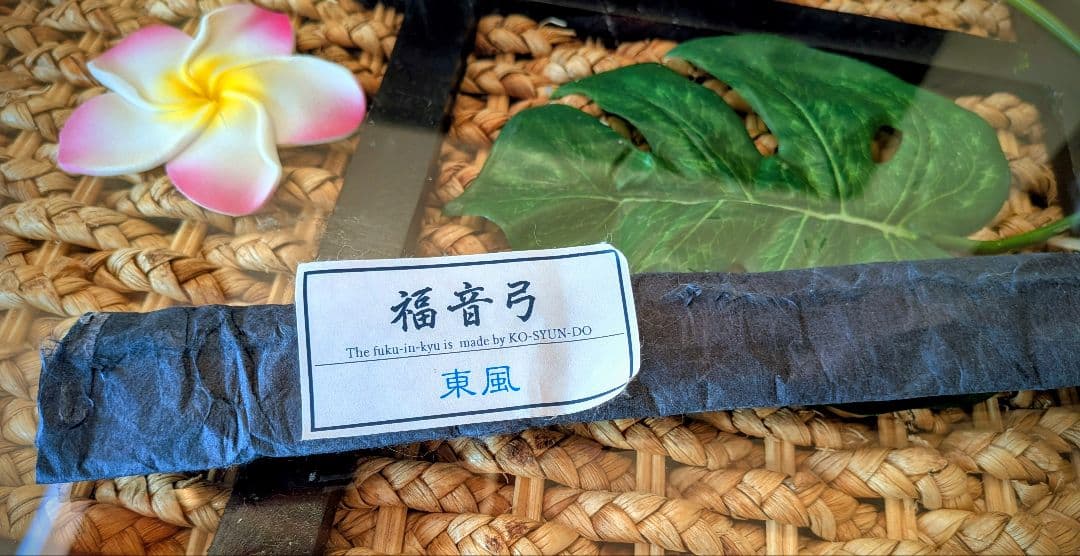 福音弓
The fuku-in-kyu is made by KO-SYUN-DO
東風